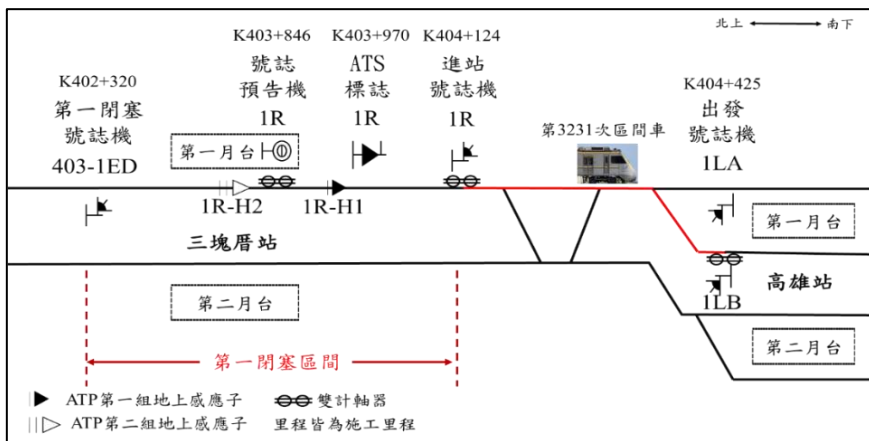 北上 南下
K403+846 K403+970 K404+124
K402+320 號誌 ATS 進站 K404+425
第一閉塞 預告機 標誌 號誌機 第3231次區間車 出發
號誌機 1R 1R 1R 號誌機
403-1ED 第一月台 1LA
1R-H2 1R-H1
第一月台
三塊厝站
高雄站
第二月台 1LB
第二月台
第一閉塞區間
ATP第一組地上感應子 雙計軸器
ATP第二組地上感應子 里程皆為施工里程